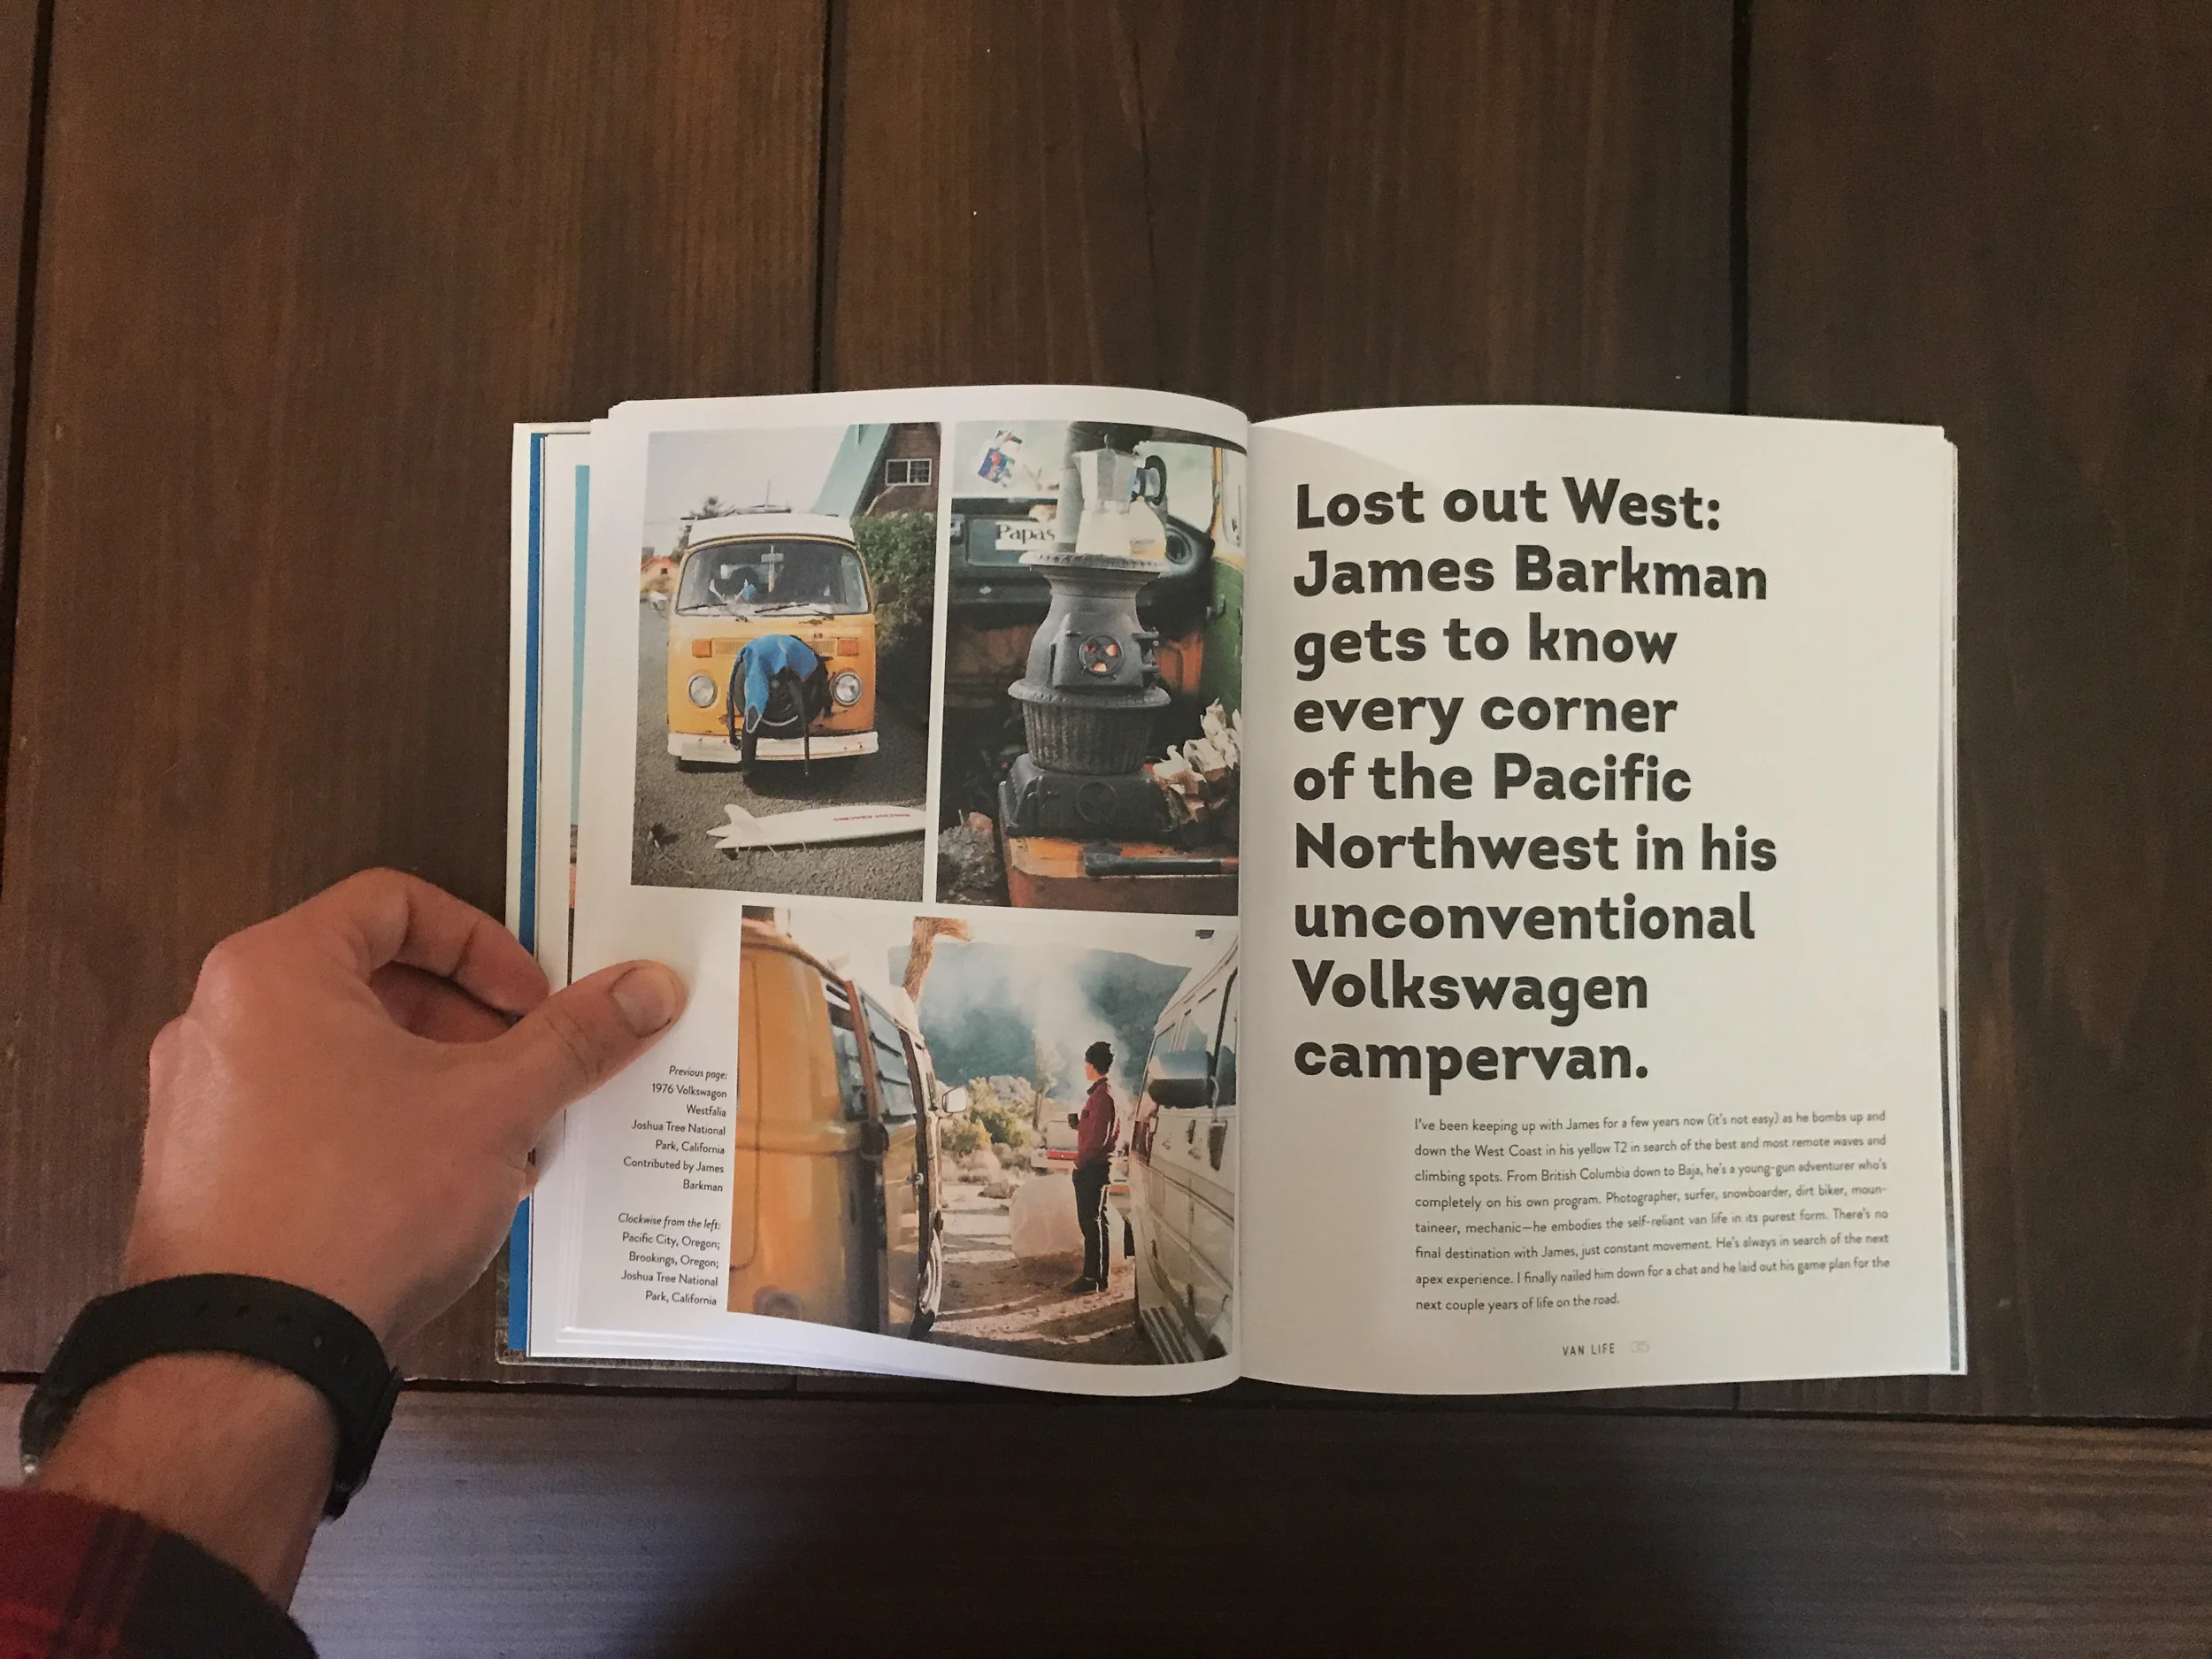 Papas
Previous page:
1976 Volkswagon
Westfalia
Joshua Tree National
Park, California
Contributed by James
Barkman
Clockwise from the left:
Pacific City, Oregon;
Brookings, Oregon;
Joshua Tree National
Park, California
Lost out West:
James Barkman
gets to know
every corner
of the Pacific
Northwest in his
unconventional
Volkswagen
campervan.
I've been keeping up with James for a few years now (it's not easy) as he bombs up and
down the West Coast in his yellow T2 in search of the best and most remote waves and
climbing spots. From British Columbia down to Baja, he's a young-gun adventurer who's
completely on his own program. Photographer, surfer, snowboarder, dirt biker, moun-
taineer, mechanic—he embodies the self-reliant van life in its purest form. There's no
final destination with James, just constant movement. He's always in search of the next
apex experience. I finally nailed him down for a chat and he laid out his game plan for the
next couple years of life on the road.
VAN LIFE 35